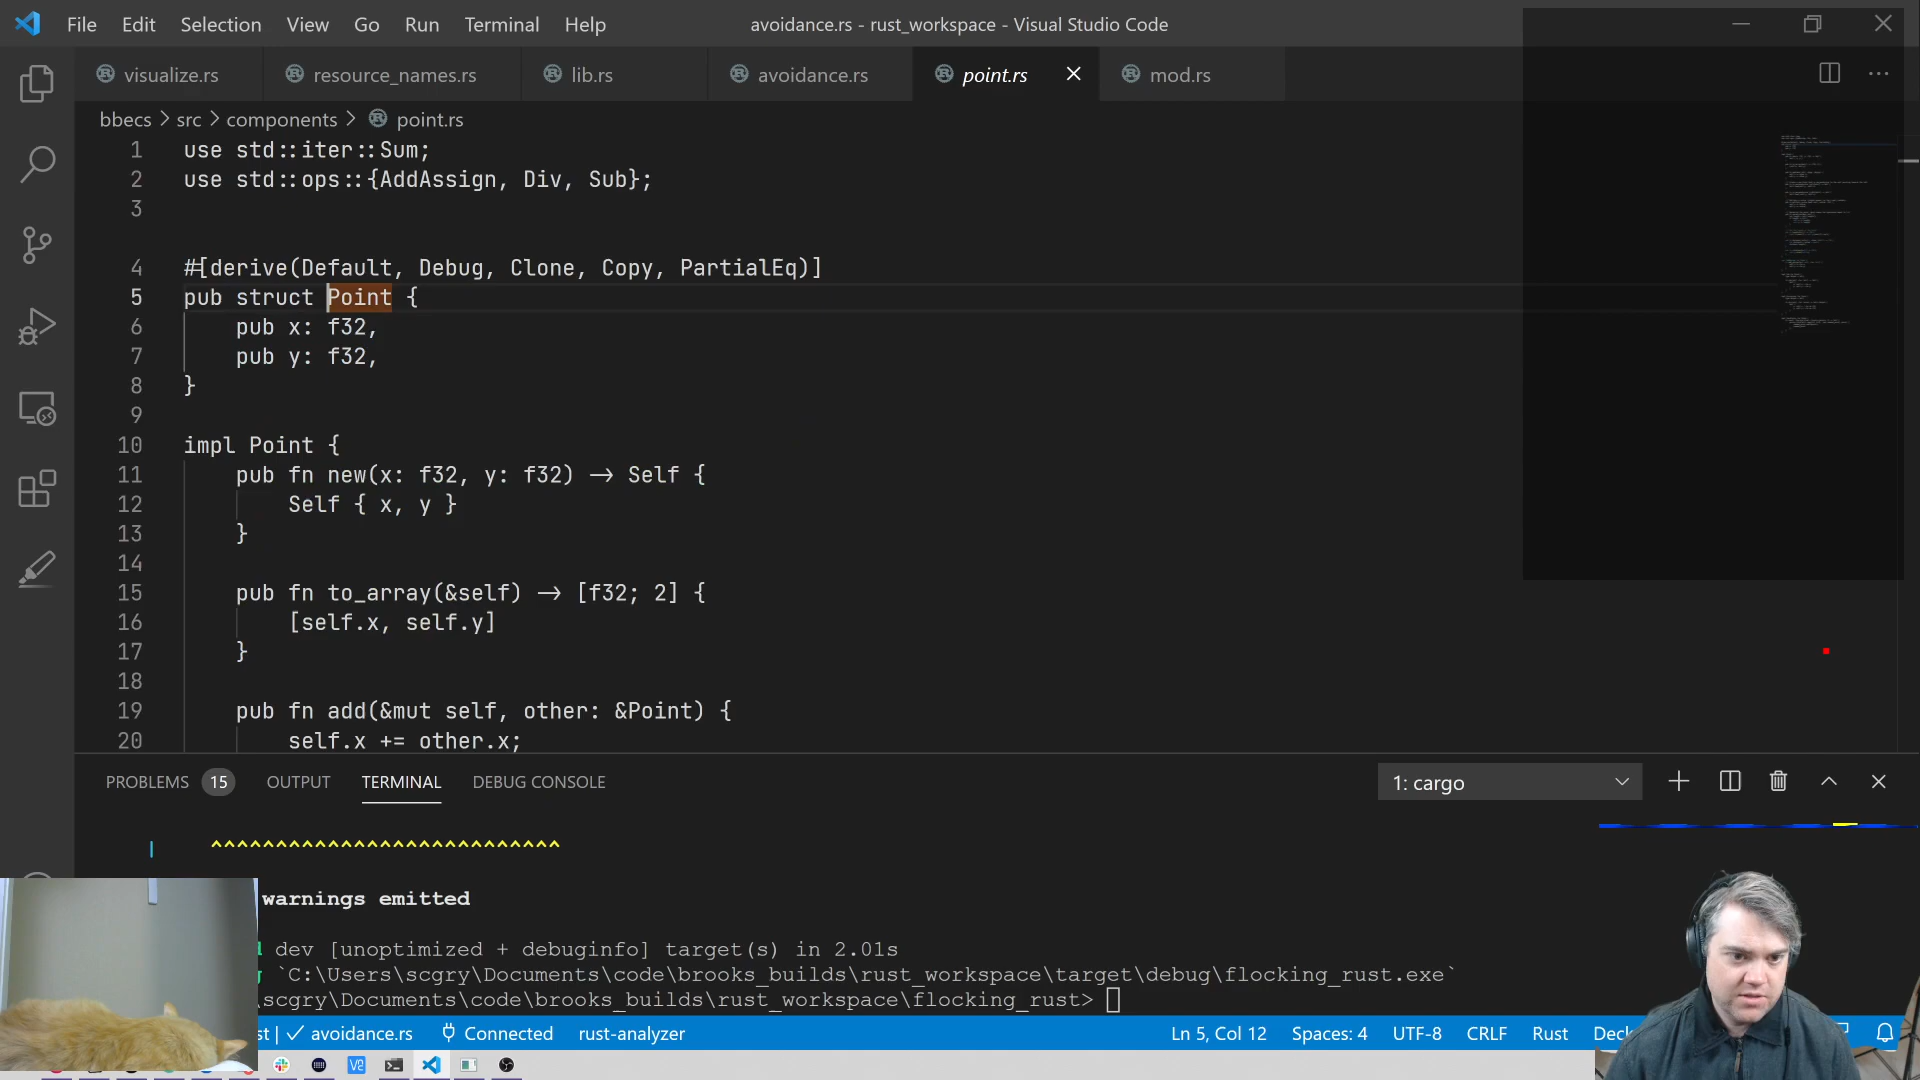 File Edit Selection View Go Run Terminal Help avoidance.rs - rust_workspace - Visual Studio Code
visualize.rs resource_names.rs lib.rs avoidance.rs point.rs mod.rs
bbecs > src > components > point.rs
1 use std::iter::Sum;
2 use std::ops::{AddAssign, Div, Sub};
3
4 #[derive(Default, Debug, Clone, Copy, PartialEq)]
5 pub struct Point {
6 pub x: f32,
7 pub y: f32,
8 }
9
10 impl Point {
11 pub fn new(x: f32, y: f32) -> Self {
12 Self { x, y }
13 }
14
15 pub fn to_array(&self) -> [f32; 2] {
16 [self.x, self.y]
17 }
18
19 pub fn add(&mut self, other: &Point) {
20 self.x += other.x;
PROBLEMS 15 OUTPUT TERMINAL DEBUG CONSOLE 1: cargo
| ^^^^^^^^^^^^^^^^^^^^^^^^^^^
warnings emitted
d dev [unoptimized + debuginfo] target(s) in 2.01s
g `C:\Users\scgry\Documents\code\brooks_builds\rust_workspace\target\debug\flocking_rust.exe`
\scgry\Documents\code\brooks_builds\rust_workspace\flocking_rust>
st | ✓ avoidance.rs Connected rust-analyzer Ln 5, Col 12 Spaces: 4 UTF-8 CRLF Rust